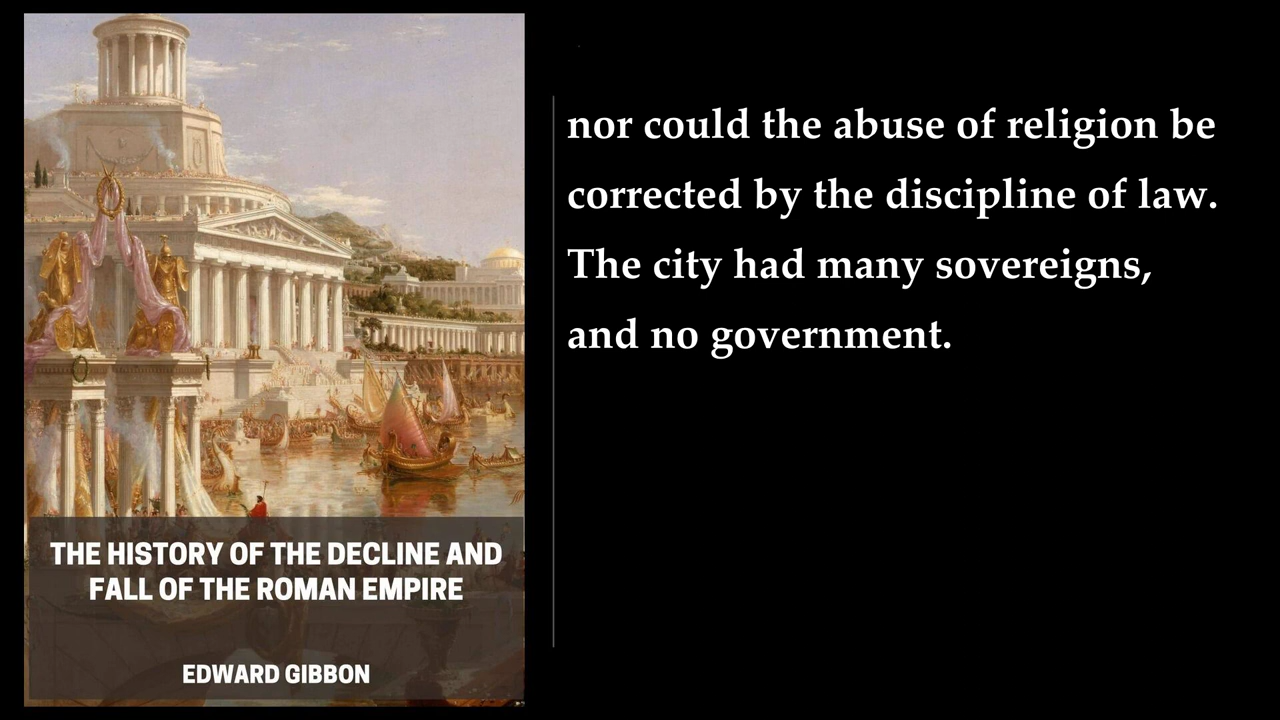 nor could the abuse of religion be
corrected by the discipline of law.
The city had many sovereigns,
and no government.
THE HISTORY OF THE DECLINE AND
FALL OF THE ROMAN EMPIRE
EDWARD GIBBON